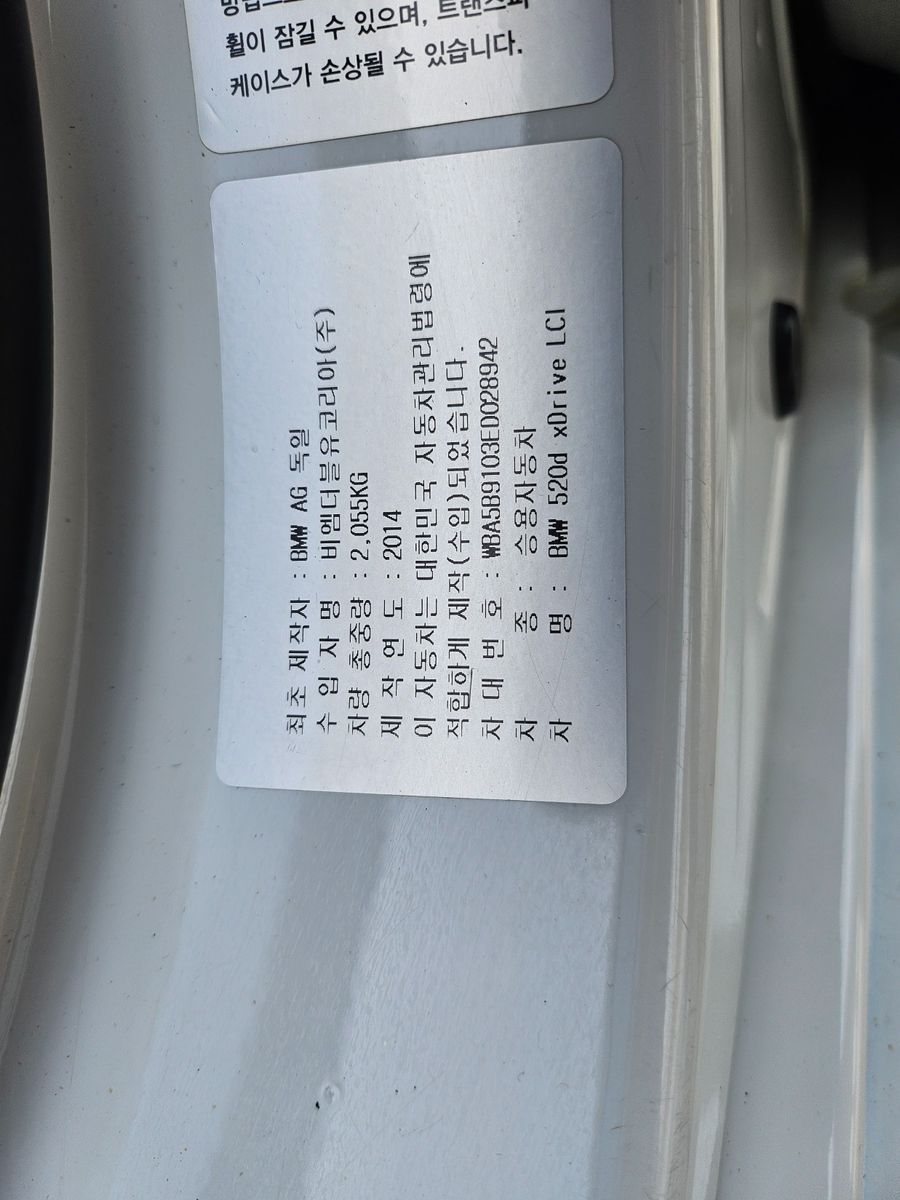 휠이 잠길 수 있으며, 트랜스퍼
케이스가 손상될 수 있습니다.
최초 제작자 : BMW AG 독일
수 입 자 명 : 비엠더블유코리아(주)
차량 총중량 : 2,055KG
제 작 연 도 : 2014
이 자동차는 대한민국 자동차관리법령에
적합하게 제작(수입)되었습니다.
차 대 번 호 : WBA5B9103ED028942
차 종 : 승용자동차
차 명 : BMW 520d xDrive LCI